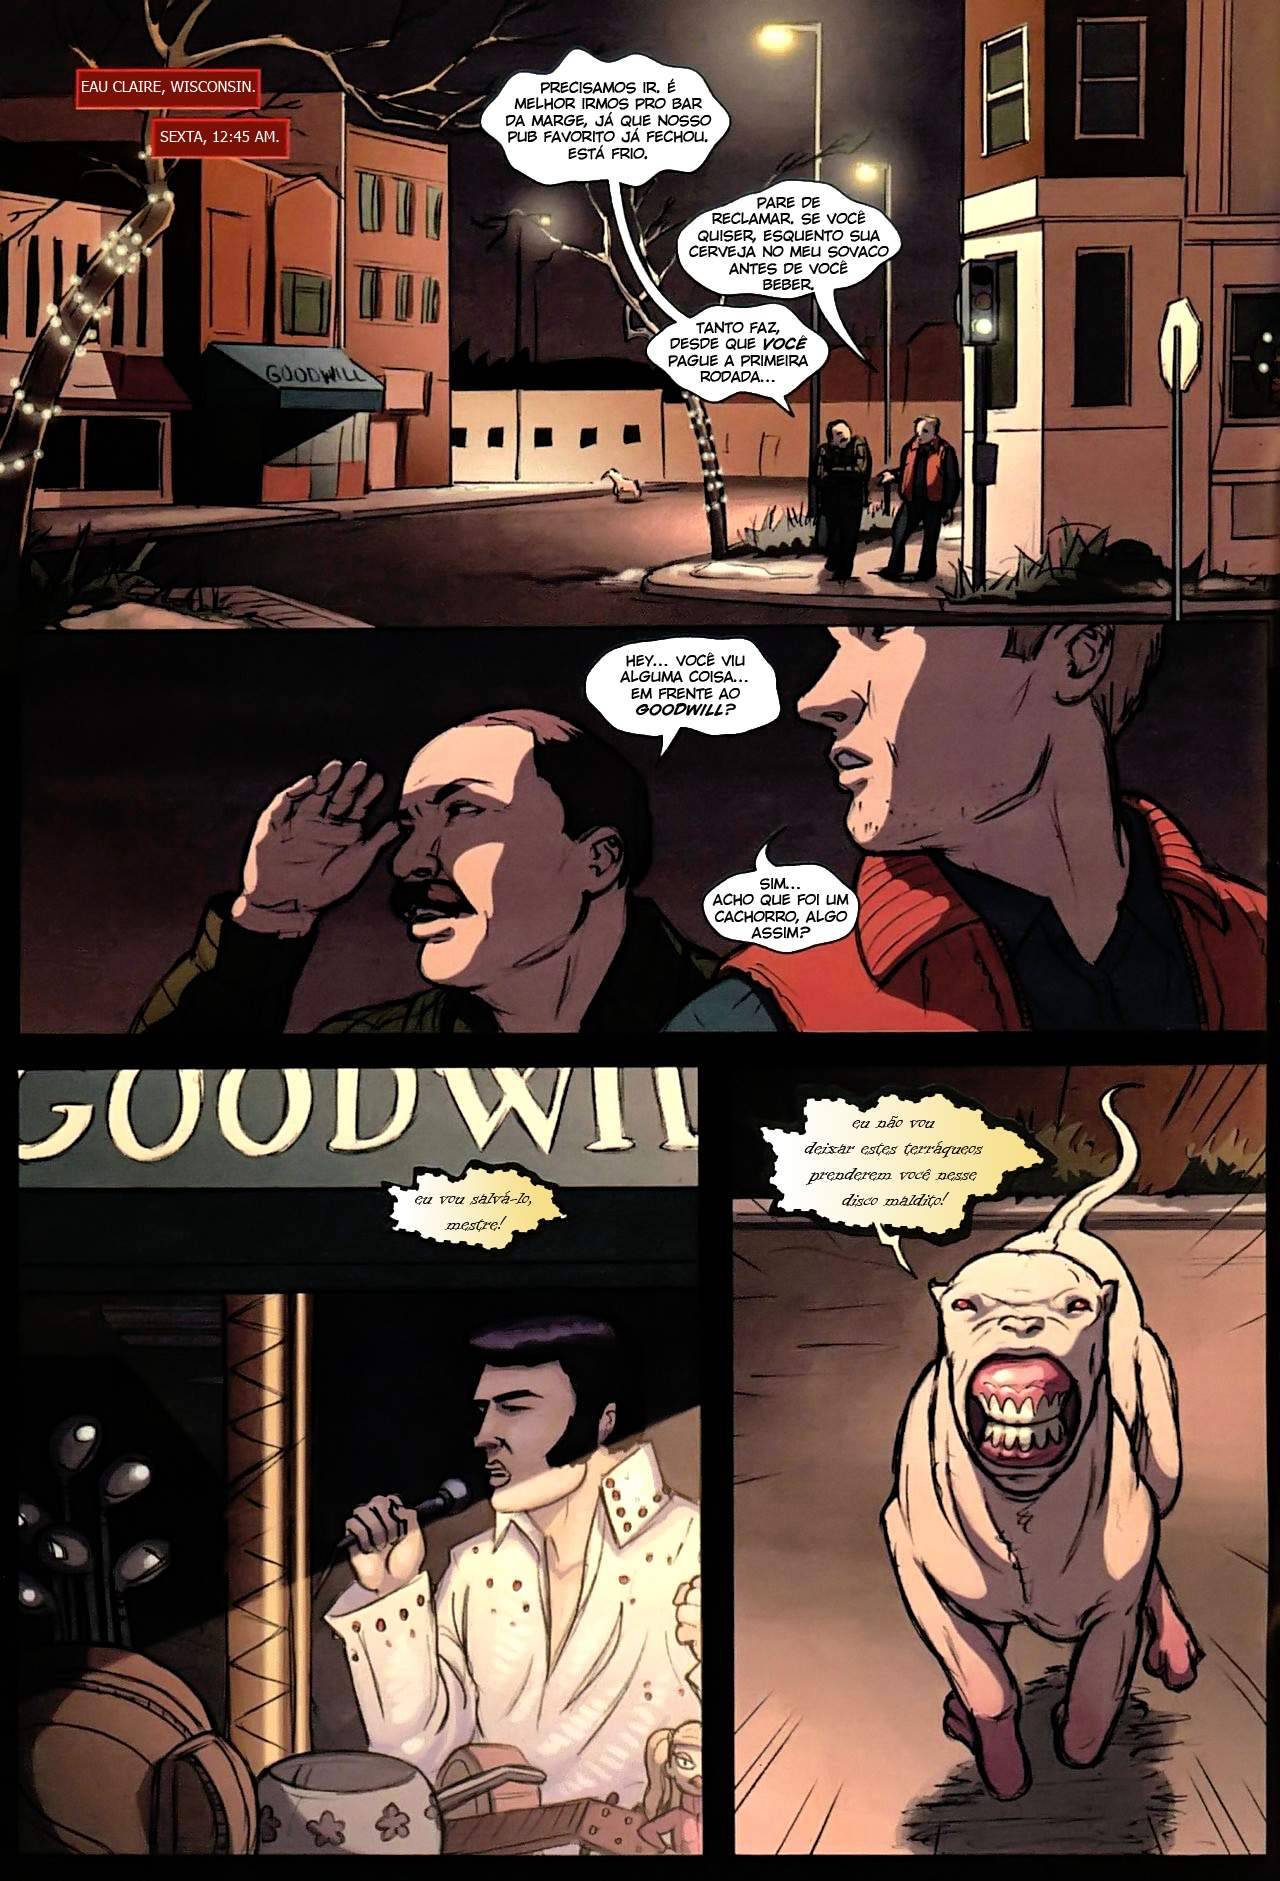 EAU CLAIRE, WISCONSIN.
SEXTA, 12:45 AM.
PRECISAMOS IR. É
MELHOR IRMOS PRO BAR
DA MARGE, JÁ QUE NOSSO
PUB FAVORITO JÁ FECHOU.
ESTÁ FRIO.
PARE DE
RECLAMAR. SE VOCÊ
QUISER, ESQUENTO SUA
CERVEJA NO MEU SOVACO
ANTES DE VOCÊ
BEBER.
TANTO FAZ,
DESDE QUE VOCÊ
PAGUE A PRIMEIRA
RODADA...
GOODWILL
HEY... VOCÊ VIU
ALGUMA COISA...
EM FRENTE AO
GOODWILL?
SIM...
ACHO QUE FOI UM
CACHORRO, ALGO
ASSIM?
GOODWIL
eu vou salvá-lo,
mestre!
eu não vou
deixar estes terráqueos
prenderem você nesse
disco maldito!